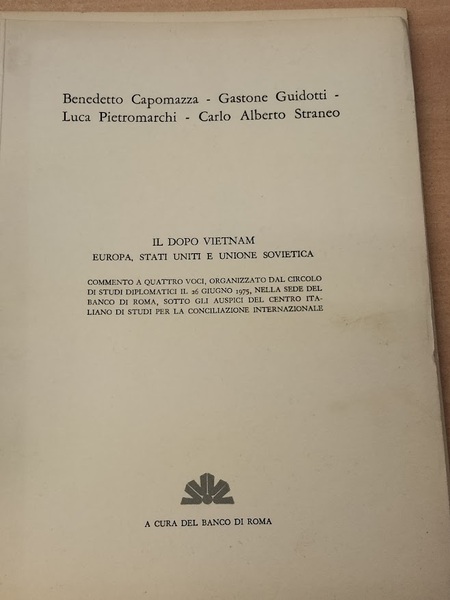 Benedetto Capomazza - Gastone Guidotti -
Luca Pietromarchi - Carlo Alberto Straneo
IL DOPO VIETNAM
EUROPA, STATI UNITI E UNIONE SOVIETICA
COMMENTO A QUATTRO VOCI, ORGANIZZATO DAL CIRCOLO
DI STUDI DIPLOMATICI IL 26 GIUGNO 1975, NELLA SEDE DEL
BANCO DI ROMA, SOTTO GLI AUSPICI DEL CENTRO ITA-
LIANO DI STUDI PER LA CONCILIAZIONE INTERNAZIONALE
A CURA DEL BANCO DI ROMA